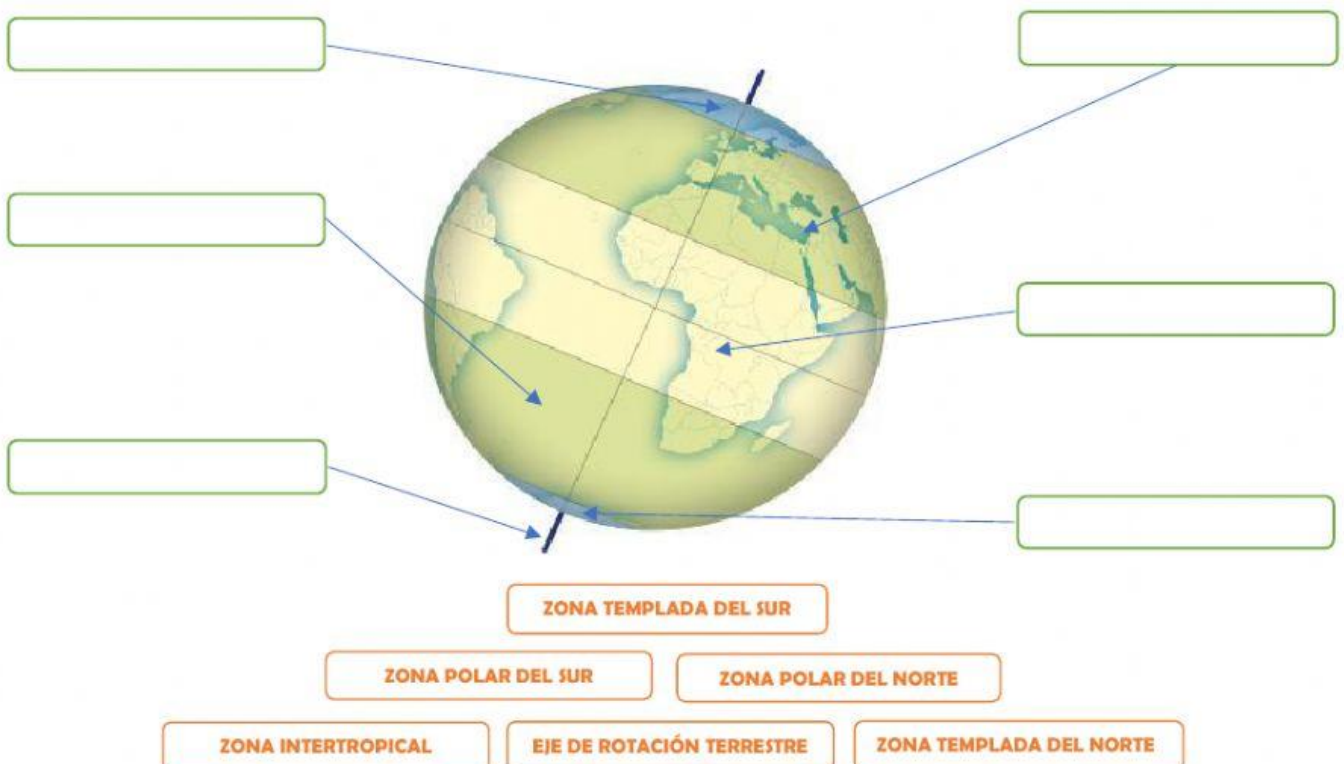 ZONA TEMPLADA DEL SUR
ZONA POLAR DEL SUR
ZONA POLAR DEL NORTE
ZONA INTERTROPICAL
EJE DE ROTACIÓN TERRESTRE
ZONA TEMPLADA DEL NORTE